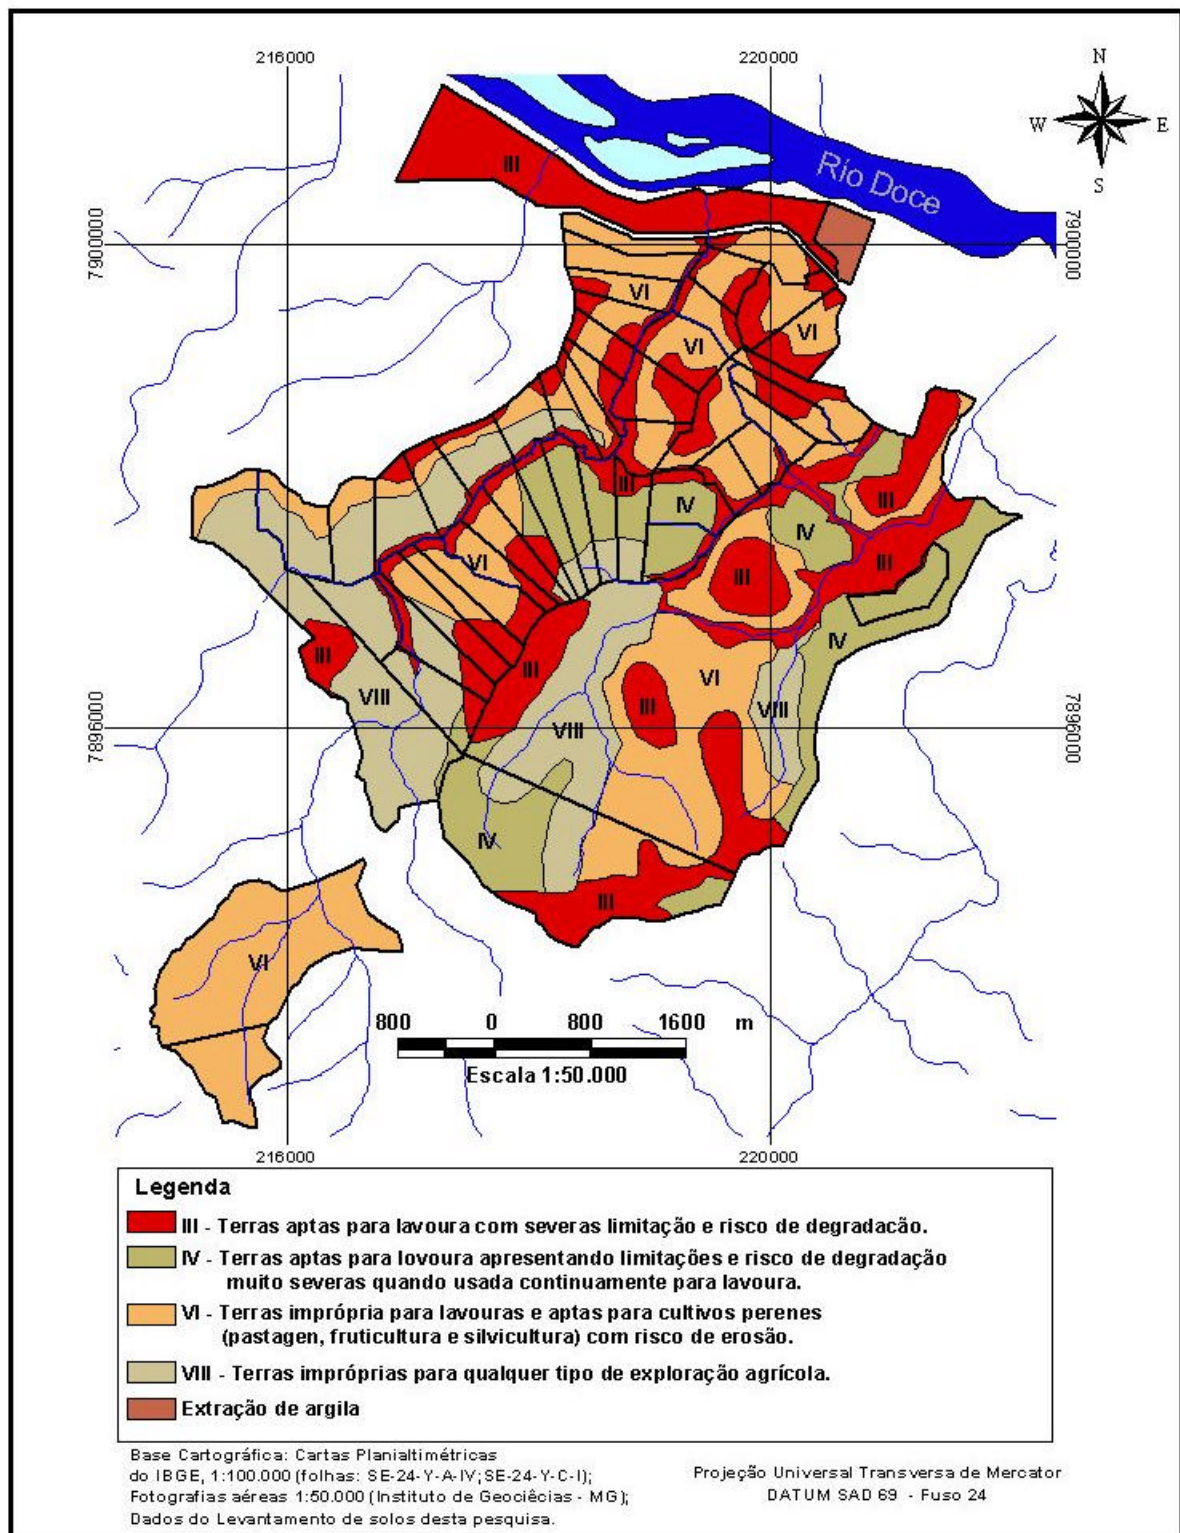 216000
220000
N
W
E
S
III
Rio Doce
7900000
7900000
VI
VI
VI
III
IV
III
IV
VI
III
III
IV
III
III
VI
VIII
III
VIII
VIII
7896000
7896000
IV
III
VI
800 0 800 1600 m
Escala 1:50.000
216000
220000
Legenda
III - Terras aptas para lavoura com severas limitação e risco de degradacão.
IV - Terras aptas para lovoura apresentando limitações e risco de degradação
muito severas quando usada continuamente para lavoura.
VI - Terras imprópria para lavouras e aptas para cultivos perenes
(pastagen, fruticultura e silvicultura) com risco de erosão.
VIII - Terras impróprias para qualquer tipo de exploração agrícola.
Extração de argila
Base Cartográfica: Cartas Planialtimétricas
do IBGE, 1:100.000 (folhas: SE-24-Y-A-IV; SE-24-Y-C-I);
Fotografias aéreas 1:50.000 (Instituto de Geociêcias - MG);
Dados do Levantamento de solos desta pesquisa.
Projeção Universal Transversa de Mercator
DATUM SAD 69 - Fuso 24